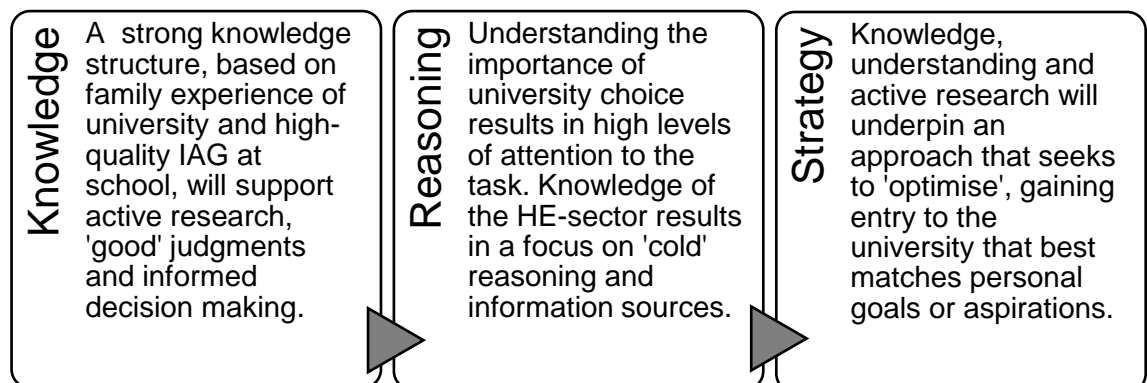 Knowledge
A strong knowledge
structure, based on
family experience of
university and high-
quality IAG at
school, will support
active research,
'good' judgments
and informed
decision making.
Reasoning
Understanding the
importance of
university choice
results in high levels
of attention to the
task. Knowledge of
the HE-sector results
in a focus on 'cold'
reasoning and
information sources.
Strategy
Knowledge,
understanding and
active research will
underpin an
approach that seeks
to 'optimise', gaining
entry to the
university that best
matches personal
goals or aspirations.